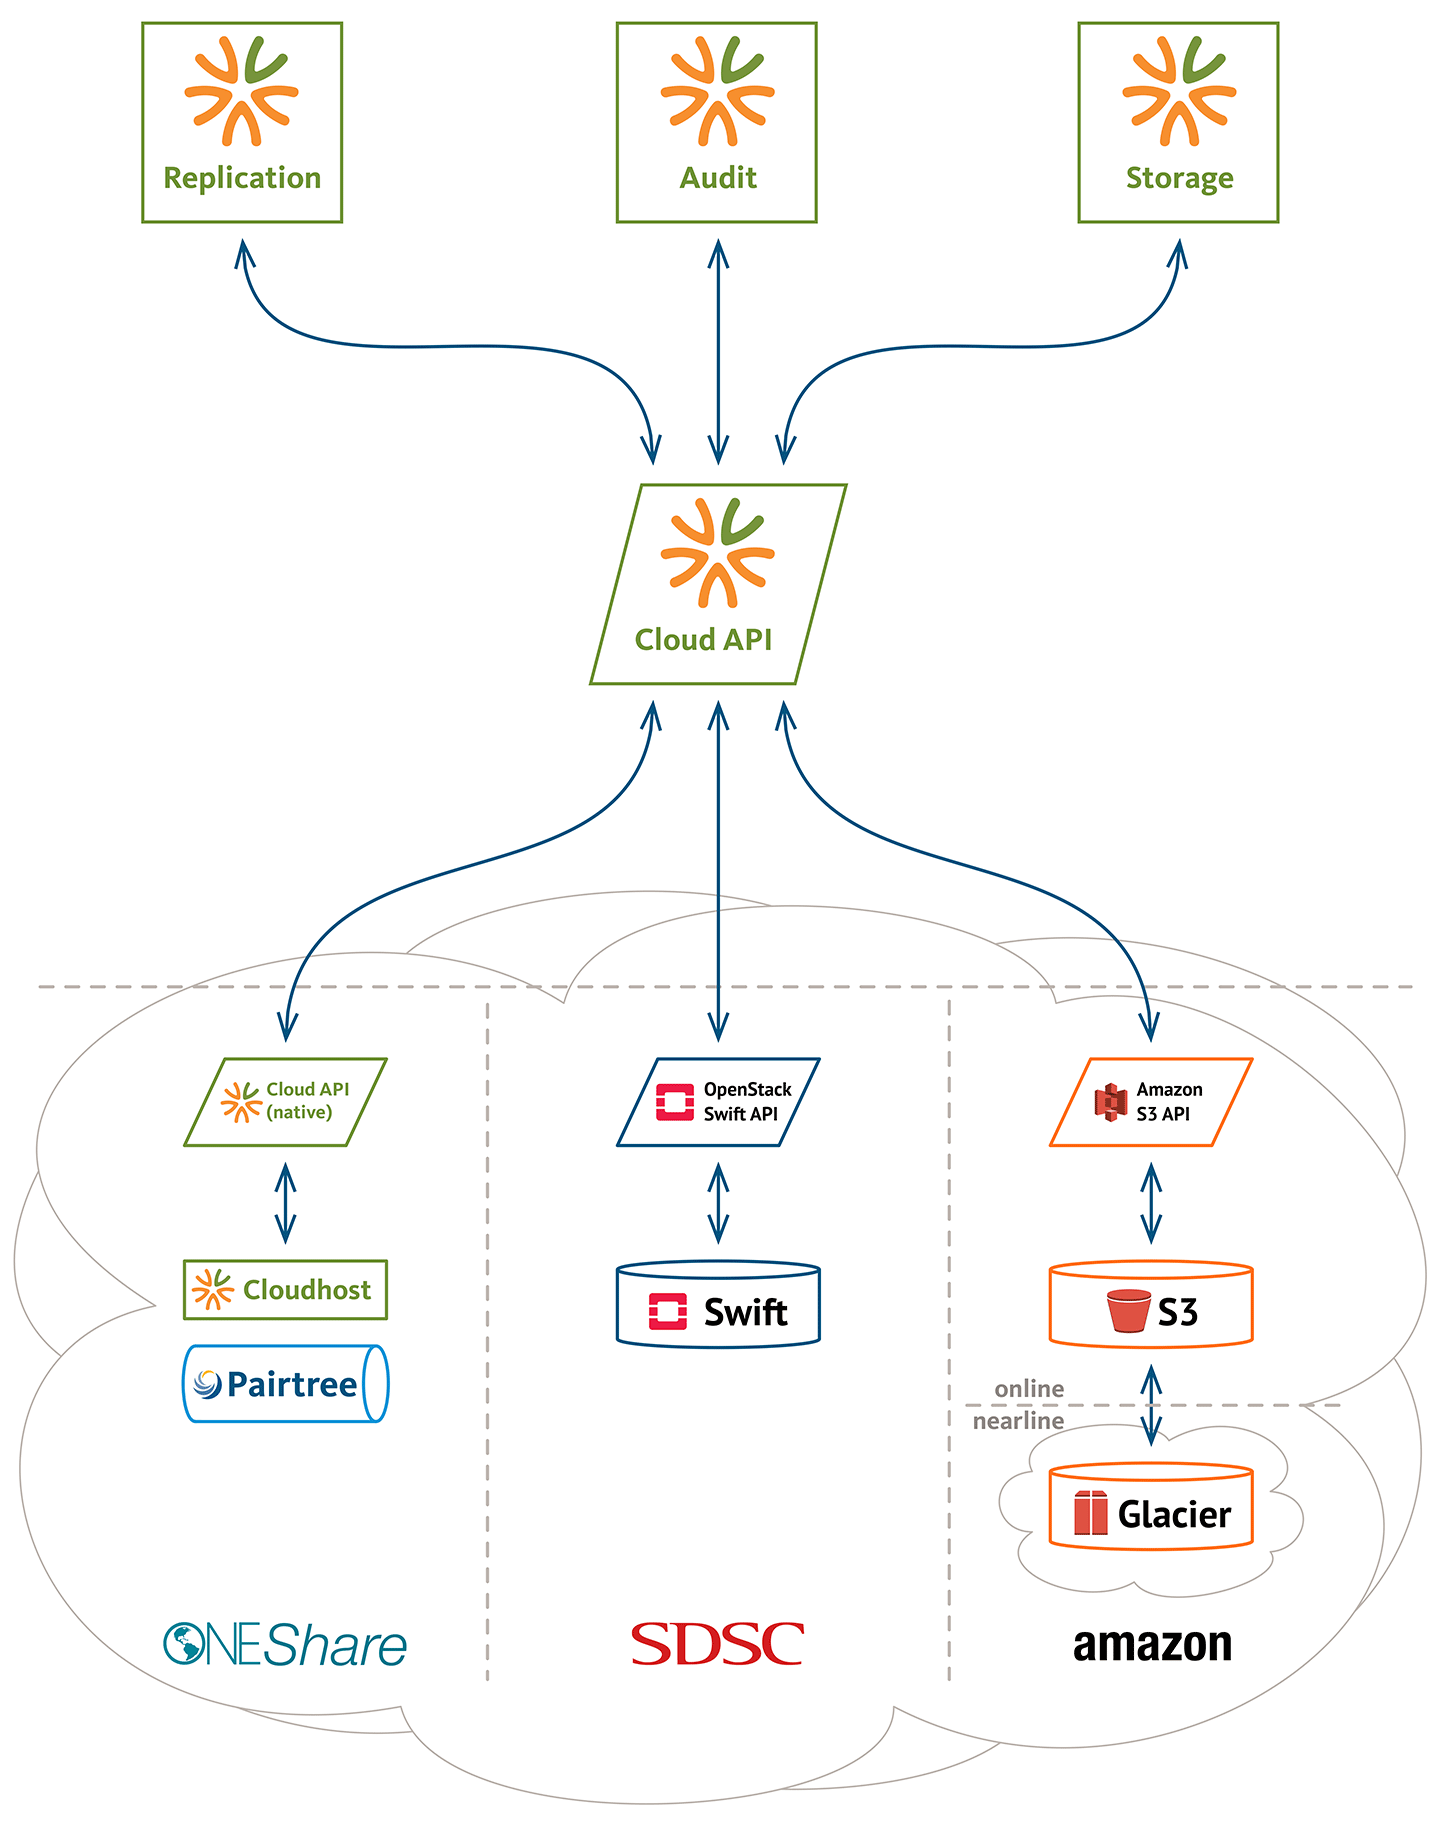 Replication
Audit
Storage
Cloud API
Cloud API
(native)
OpenStack
Swift API
Amazon
S3 API
Cloudhost
Swift
S3
Pairtree
online
nearline
Glacier
ONEShare
SDSC
amazon